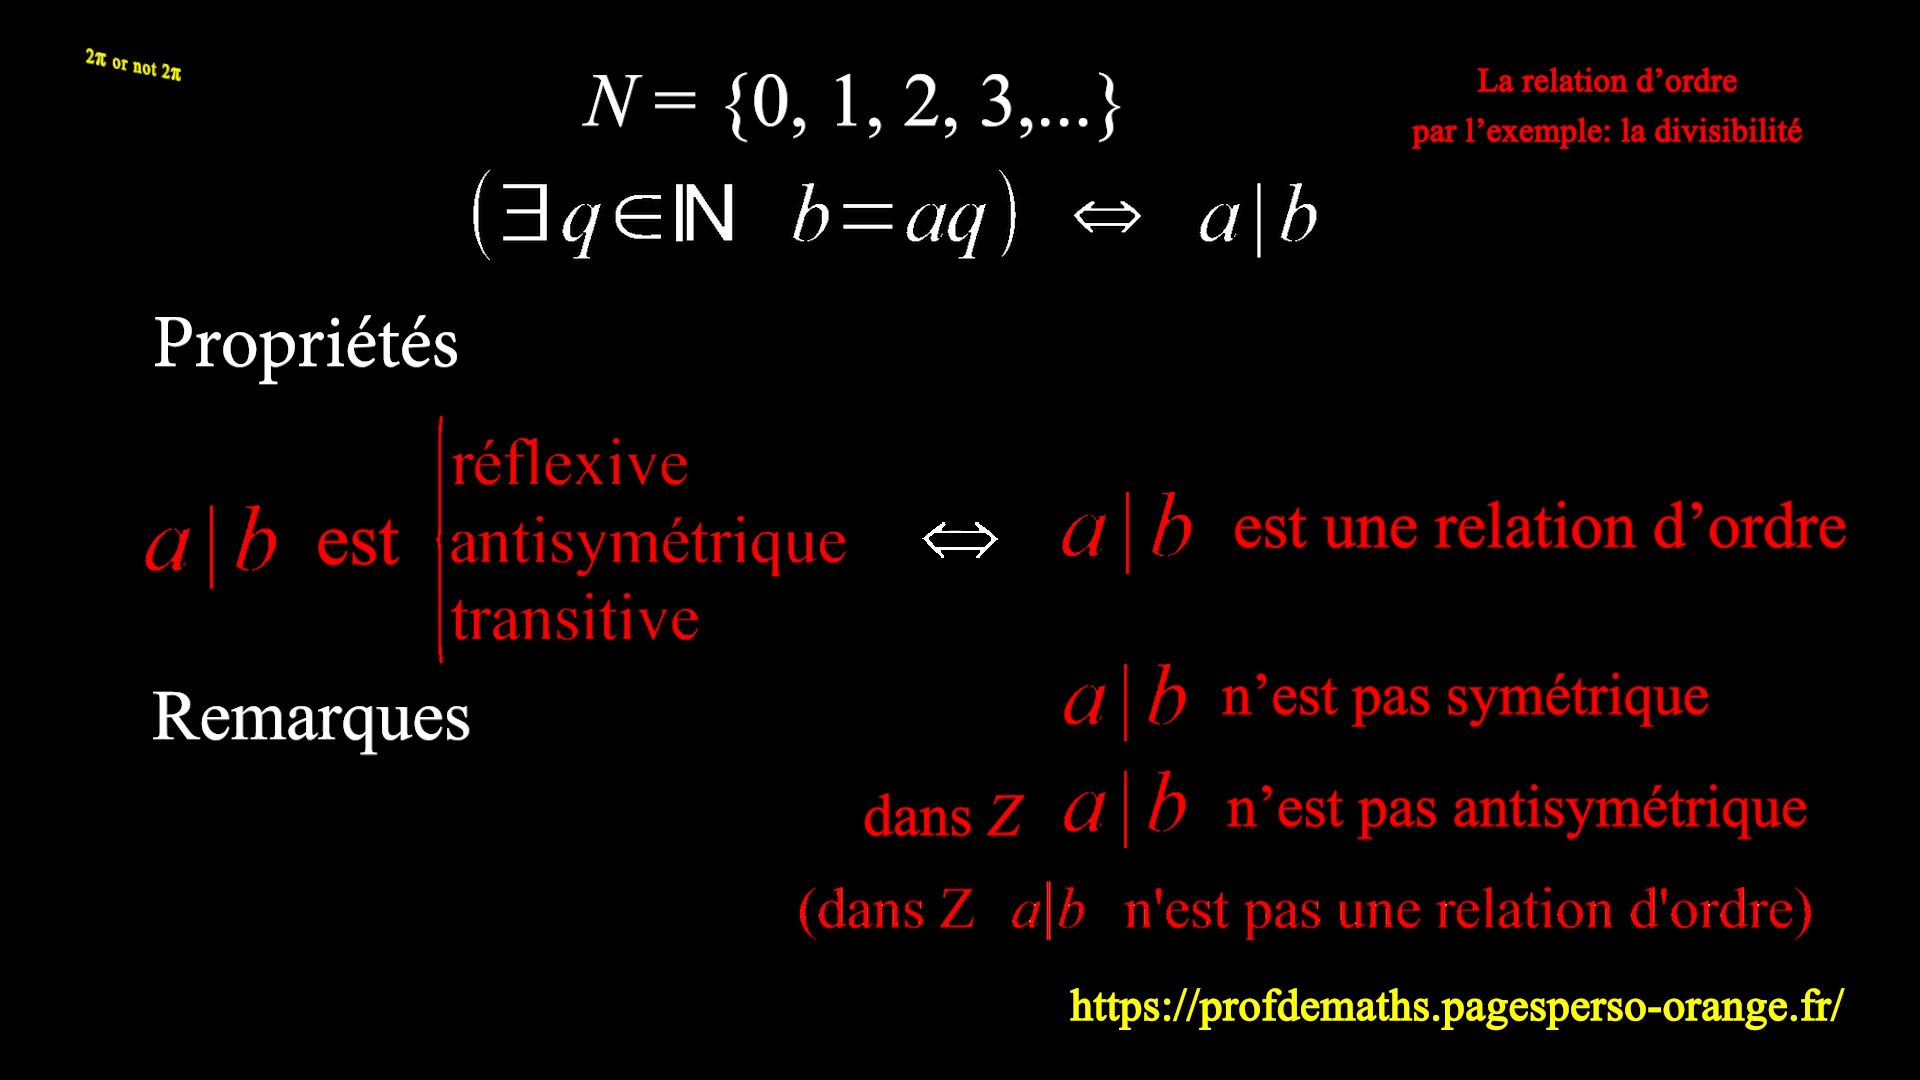 2π or not 2π
N = {0, 1, 2, 3,...}
La relation d’ordre
par l’exemple: la divisibilité
(∃q∈ℕ b=aq) ⇔ a|b
Propriétés
réflexive
a|b est antisymétrique ⇔ a|b est une relation d’ordre
transitive
Remarques
a|b n’est pas symétrique
dans Z a|b n’est pas antisymétrique
(dans Z a|b n'est pas une relation d'ordre)
https://profdemaths.pagesperso-orange.fr/